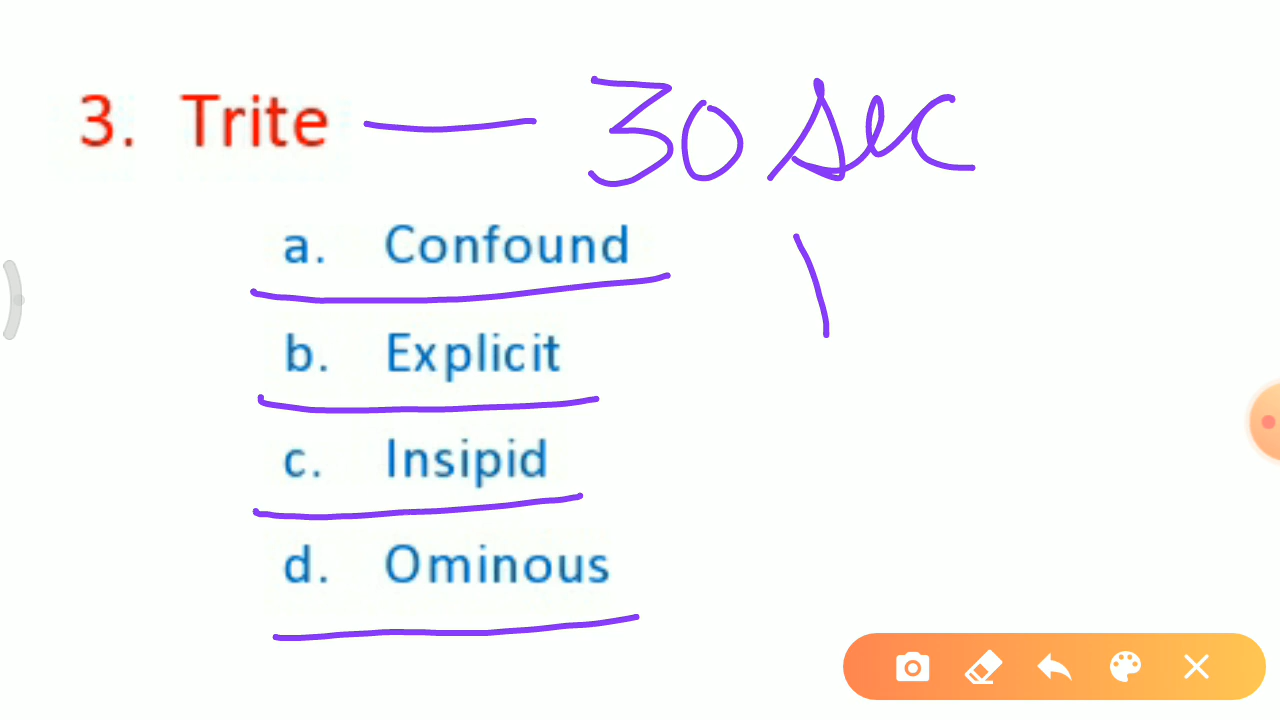 3. Trite — 30 sec
a. Confound
b. Explicit
c. Insipid
d. Ominous